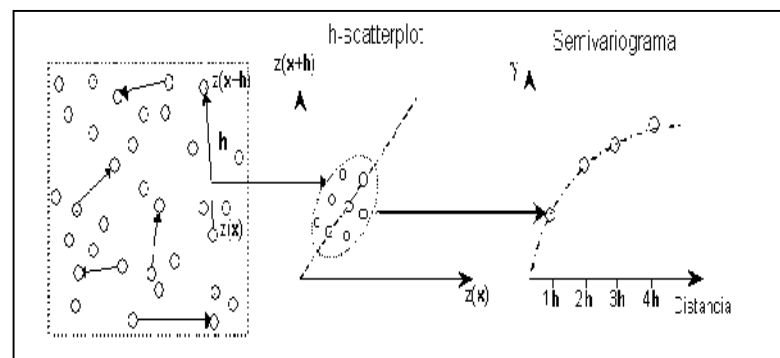 h-scatterplot
Semivariograma
z(x+h)
z(x+h)
γ
h
z(x)
z(x)
1h 2h 3h 4h
Distancia